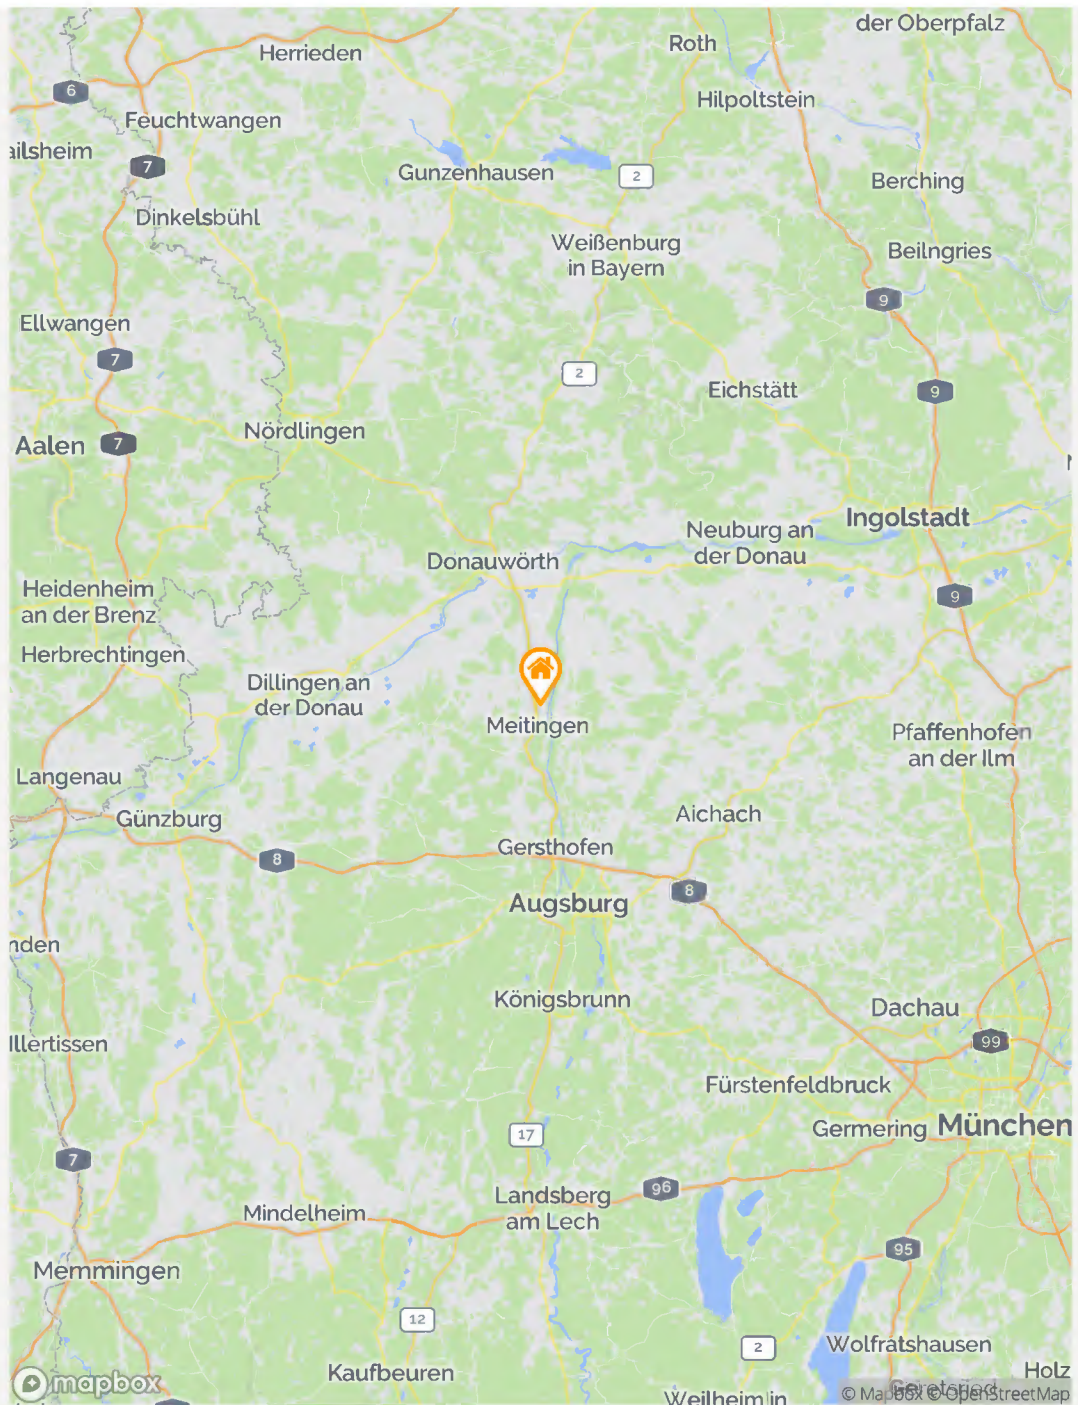 der Oberpfalz
Roth
Herrieden
6
Hilpoltstein
Feuchtwangen
ailsheim
7
Gunzenhausen
2
Berching
Dinkelsbühl
Weißenburg
in Bayern
Beilngries
9
Ellwangen
7
2
Eichstätt
9
Nördlingen
Aalen
7
Ingolstadt
Neuburg an
der Donau
Donauwörth
Heidenheim
an der Brenz
9
Herbrechtingen
Dillingen an
der Donau
Meitingen
Pfaffenhofen
an der Ilm
Langenau
Günzburg
Aichach
Gersthofen
8
8
Augsburg
nden
Königsbrunn
Dachau
Illertissen
99
Fürstenfeldbruck
Germering
München
17
7
96
Landsberg
am Lech
Mindelheim
95
Memmingen
12
2
Wolfratshausen
Kaufbeuren
Holz
mapbox
Geretsried
Weilheim in
© Mapbox © OpenStreetMap